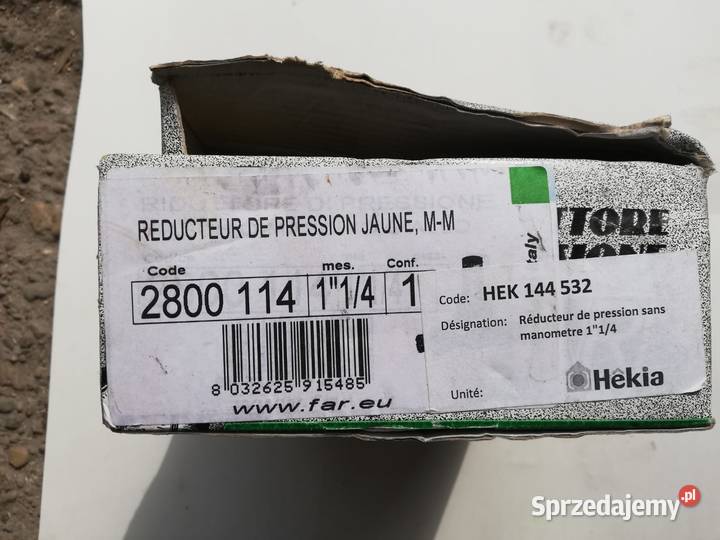 REDUCTEUR DE PRESSION JAUNE, M-M
Code mes. Conf.
2800 114 1"1/4 1
8 032625 915485
www.far.eu
Code: HEK 144 532
Désignation: Réducteur de pression sans
manometre 1"1/4
Unité:
Hêkia
Sprzedajemy.pl